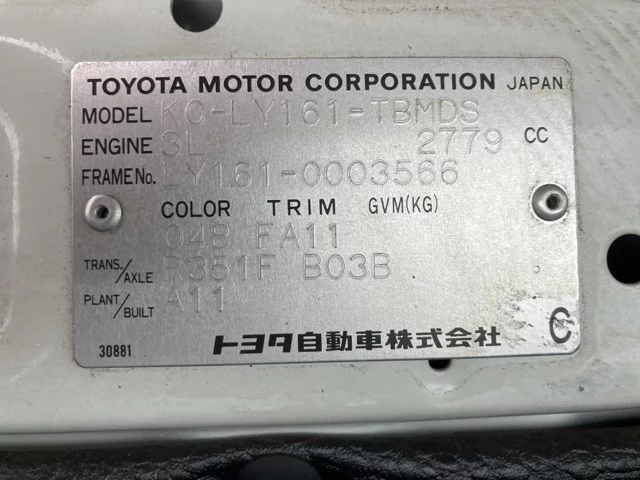 TOYOTA MOTOR CORPORATION JAPAN
MODEL KC-LY161-TBMDS
ENGINE 3L 2779 CC
FRAME No. LY161-0003566
COLOR TRIM GVM(KG)
048 FA11
TRANS./AXLE R351F B03B
PLANT/BUILT A11
30881 トヨタ自動車株式会社 C